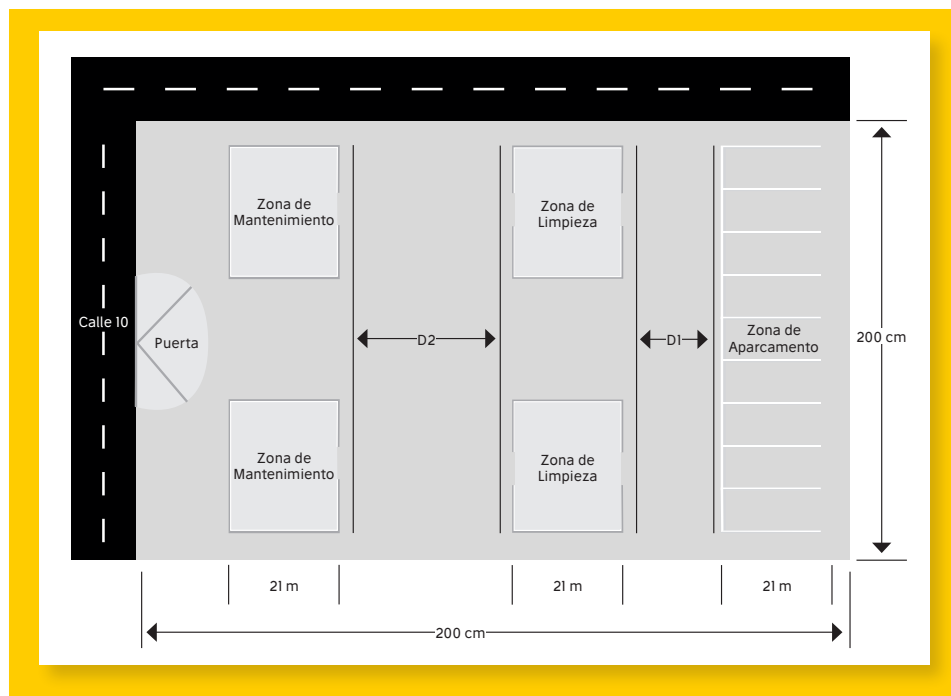 Zona de
Mantenimiento
Zona de
Limpieza
Calle 10
Puerta
D2
D1
Zona de
Aparcamento
200 cm
Zona de
Mantenimiento
Zona de
Limpieza
21 m
21 m
21 m
200 cm